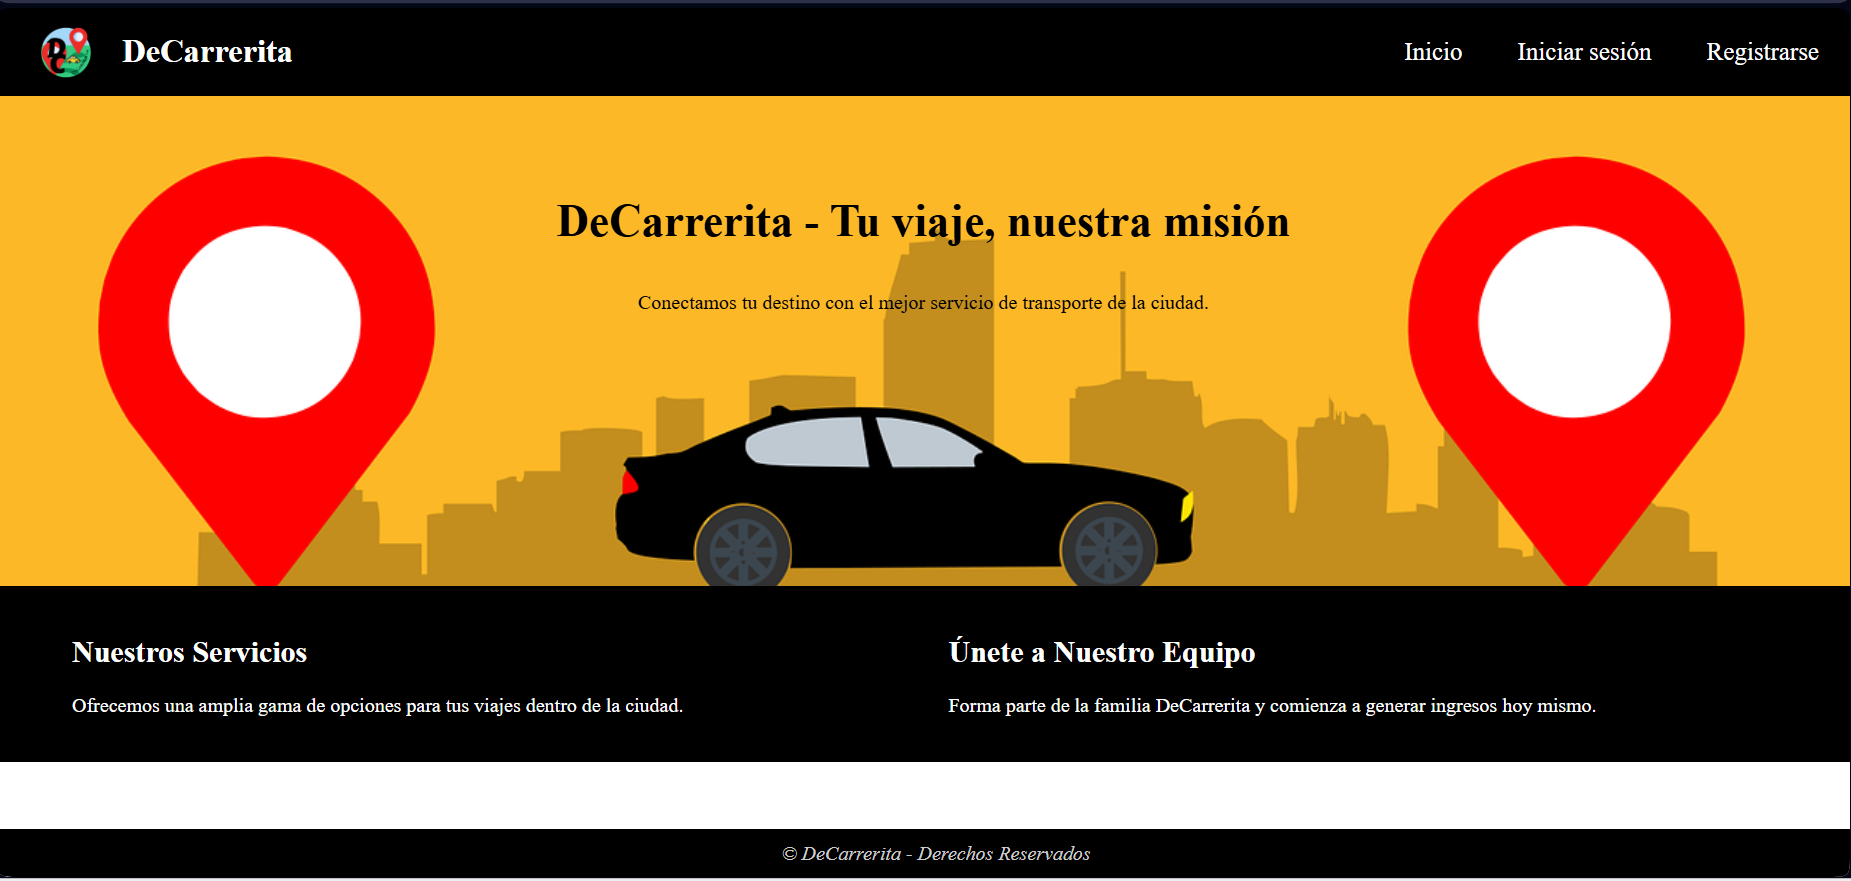 DeCarrerita
Inicio
Iniciar sesión
Registrarse
DeCarrerita - Tu viaje, nuestra misión
Conectamos tu destino con el mejor servicio de transporte de la ciudad.
Nuestros Servicios
Ofrecemos una amplia gama de opciones para tus viajes dentro de la ciudad.
Únete a Nuestro Equipo
Forma parte de la familia DeCarrerita y comienza a generar ingresos hoy mismo.
© DeCarrerita - Derechos Reservados